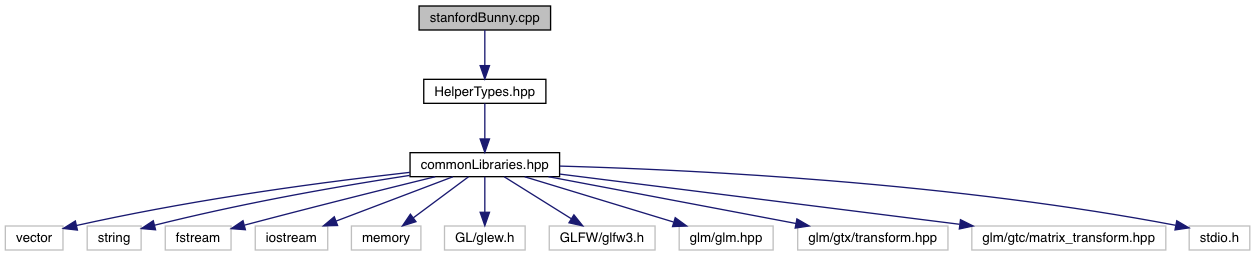 stanfordBunny.cpp
HelperTypes.hpp
commonLibraries.hpp
vector
string
fstream
iostream
memory
GL/glew.h
GLFW/glfw3.h
glm/glm.hpp
glm/gtx/transform.hpp
glm/gtc/matrix_transform.hpp
stdio.h